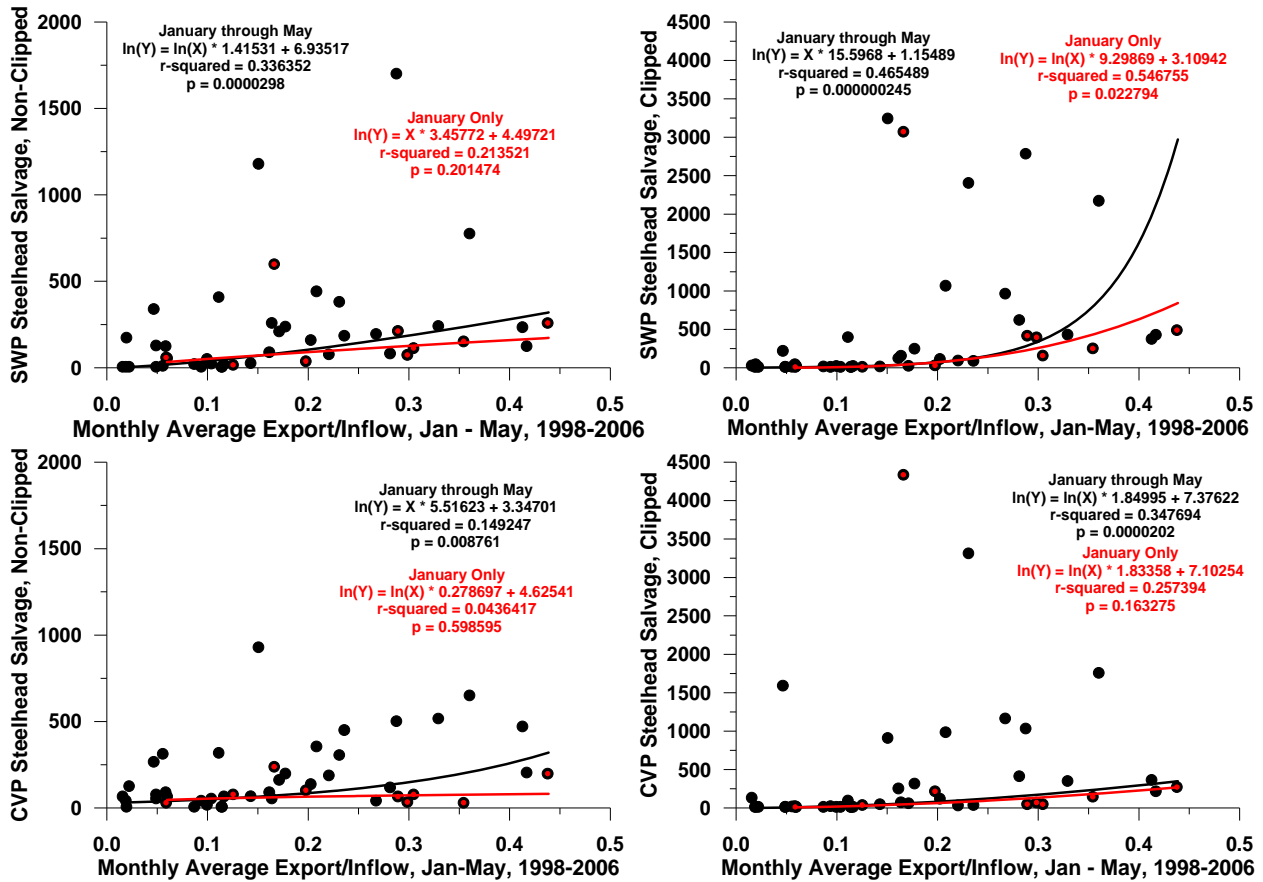 SWP Steelhead Salvage, Non-Clipped
2000
1500
1000
500
0
January through May
ln(Y) = ln(X) * 1.41531 + 6.93517
r-squared = 0.336352
p = 0.0000298
January Only
ln(Y) = X * 3.45772 + 4.49721
r-squared = 0.213521
p = 0.201474
0.0 0.1 0.2 0.3 0.4 0.5
Monthly Average Export/Inflow, Jan - May, 1998-2006
SWP Steelhead Salvage, Clipped
4500
4000
3500
3000
2500
2000
1500
1000
500
0
January through May
ln(Y) = X * 15.5968 + 1.15489
r-squared = 0.465489
p = 0.000000245
January Only
ln(Y) = ln(X) * 9.29869 + 3.10942
r-squared = 0.546755
p = 0.022794
0.0 0.1 0.2 0.3 0.4 0.5
Monthly Average Export/Inflow, Jan-May, 1998-2006
CVP Steelhead Salvage, Non-Clipped
2000
1500
1000
500
0
January through May
ln(Y) = X * 5.51623 + 3.34701
r-squared = 0.149247
p = 0.008761
January Only
ln(Y) = ln(X) * 0.278697 + 4.62541
r-squared = 0.0436417
p = 0.598595
0.0 0.1 0.2 0.3 0.4 0.5
Monthly Average Export/Inflow, Jan-May, 1998-2006
CVP Steelhead Salvage, Clipped
4500
4000
3500
3000
2500
2000
1500
1000
500
0
January through May
ln(Y) = ln(X) * 1.84995 + 7.37622
r-squared = 0.347694
p = 0.0000202
January Only
ln(Y) = ln(X) * 1.83358 + 7.10254
r-squared = 0.257394
p = 0.163275
0.0 0.1 0.2 0.3 0.4 0.5
Monthly Average Export/Inflow, Jan - May, 1998-2006